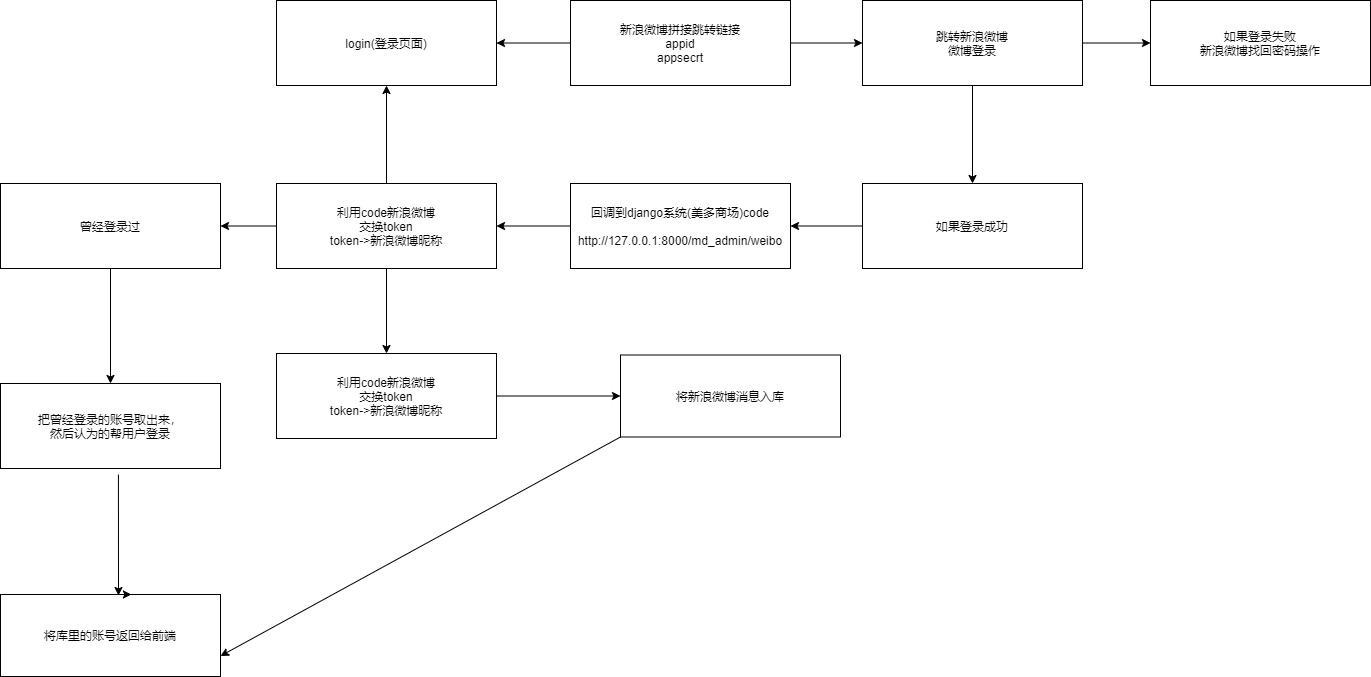 login(登录页面)
新浪微博拼接跳转链接
appid
appsecrt
跳转新浪微博
微博登录
如果登录失败
新浪微博找回密码操作
曾经登录过
利用code新浪微博
交换token
token->新浪微博昵称
回调到django系统(美多商场)code
http://127.0.0.1:8000/md_admin/weibo
如果登录成功
利用code新浪微博
交换token
token->新浪微博昵称
将新浪微博消息入库
把曾经登录的账号取出来，
然后认为的帮用户登录
将库里的账号返回给前端